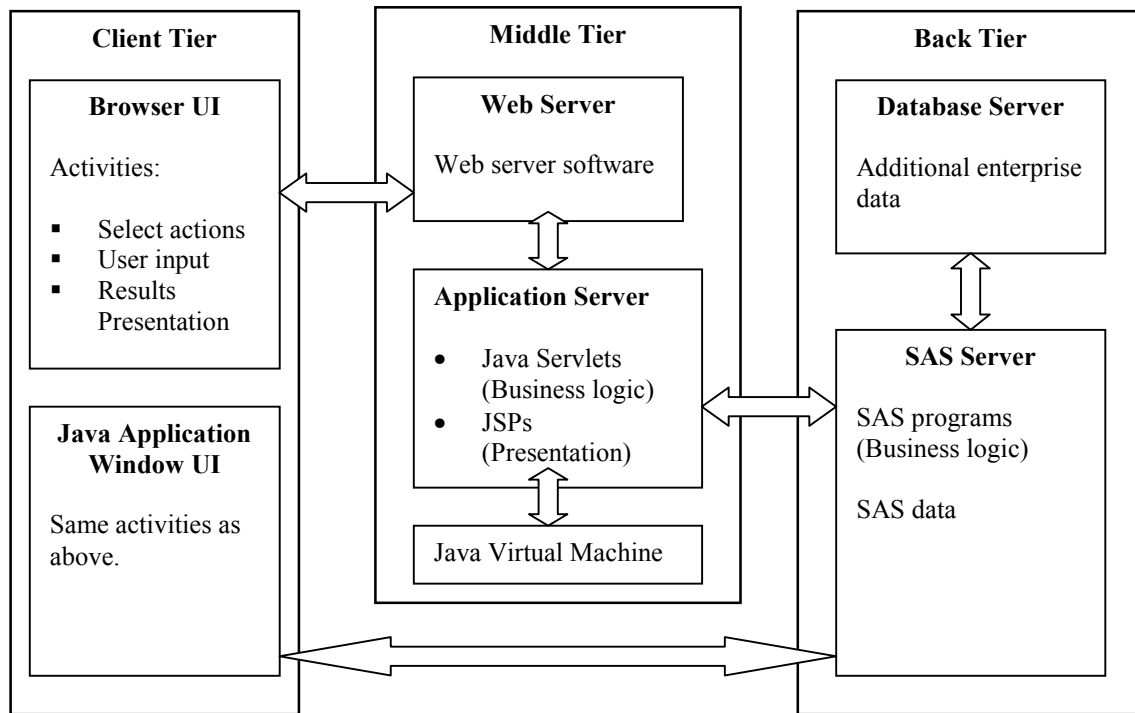 Client Tier
Browser UI
Activities:
▪ Select actions
▪ User input
▪ Results
Presentation
Java Application
Window UI
Same activities as
above.
Middle Tier
Web Server
Web server software
Application Server
• Java Servlets
(Business logic)
• JSPs
(Presentation)
Java Virtual Machine
Back Tier
Database Server
Additional enterprise
data
SAS Server
SAS programs
(Business logic)
SAS data